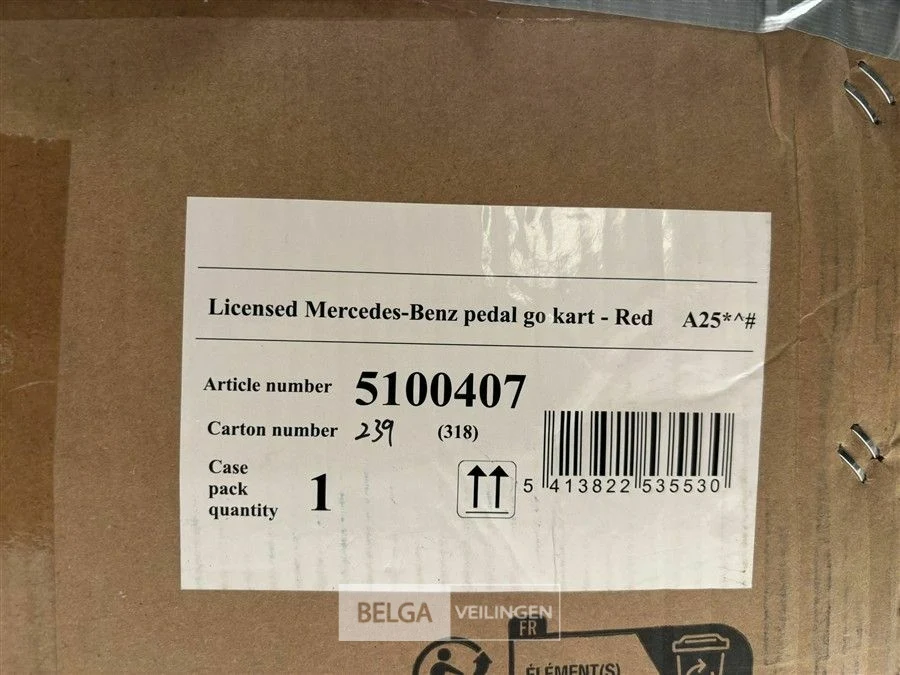 Licensed Mercedes-Benz pedal go kart - Red A25*^#
Article number 5100407
Carton number 239 (318)
Case
pack
quantity 1
5 413822 535530
BELGA VEILINGEN
FR
ÉLÉMENT(S)